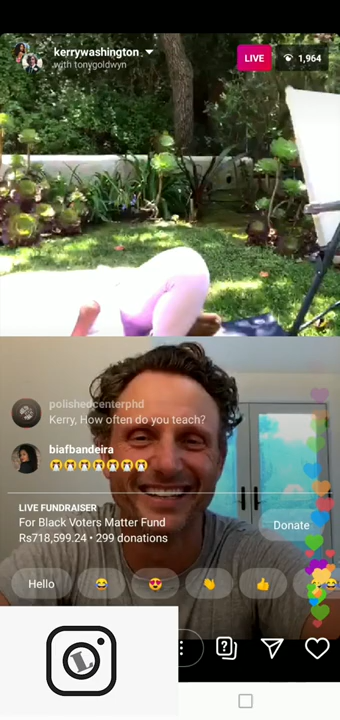 kerrywashington
with tonygoldwyn
LIVE
1,964
polishedcenterphd
Kerry, How often do you teach?
biafbandeira
😭😭😭😭😭😭😭
LIVE FUNDRAISER
For Black Voters Matter Fund
Rs718,599.24 • 299 donations
Donate
Hello